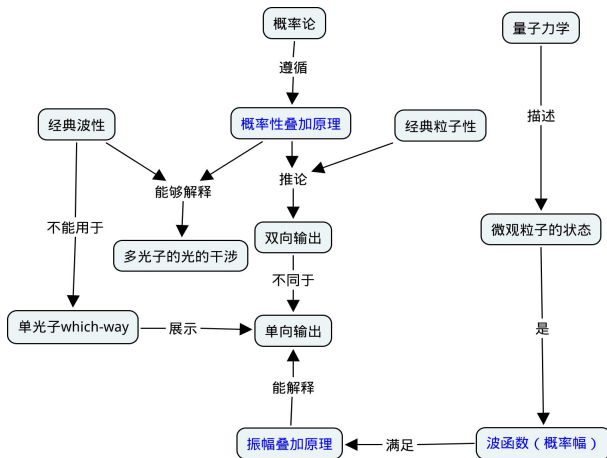 概率论
量子力学
遵循
经典波性
概率性叠加原理
经典粒子性
描述
推论
能够解释
不能用于
双向输出
微观粒子的状态
多光子的光的干涉
不同于
单光子which-way
展示
单向输出
是
能解释
振幅叠加原理
满足
波函数（概率幅）